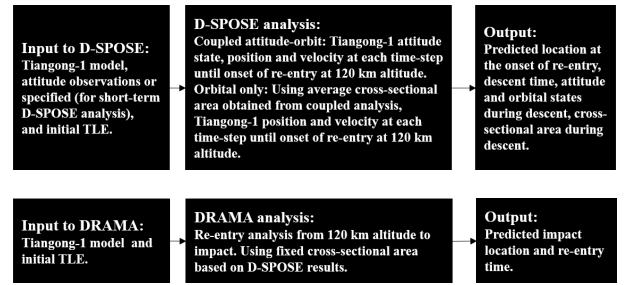 Input to D-SPOSE:
Tiangong-1 model,
attitude observations or
specified (for short-term
D-SPOSE analysis),
and initial TLE.
D-SPOSE analysis:
Coupled attitude-orbit: Tiangong-1 attitude
state, position and velocity at each time-step
until onset of re-entry at 120 km altitude.
Orbital only: Using average cross-sectional
area obtained from coupled analysis,
Tiangong-1 position and velocity at each
time-step until onset of re-entry at 120 km
altitude.
Output:
Predicted location at
the onset of re-entry,
descent time, attitude
and orbital states
during descent, cross-
sectional area during
descent.
Input to DRAMA:
Tiangong-1 model and
initial TLE.
DRAMA analysis:
Re-entry analysis from 120 km altitude to
impact. Using fixed cross-sectional area
based on D-SPOSE results.
Output:
Predicted impact
location and re-entry
time.